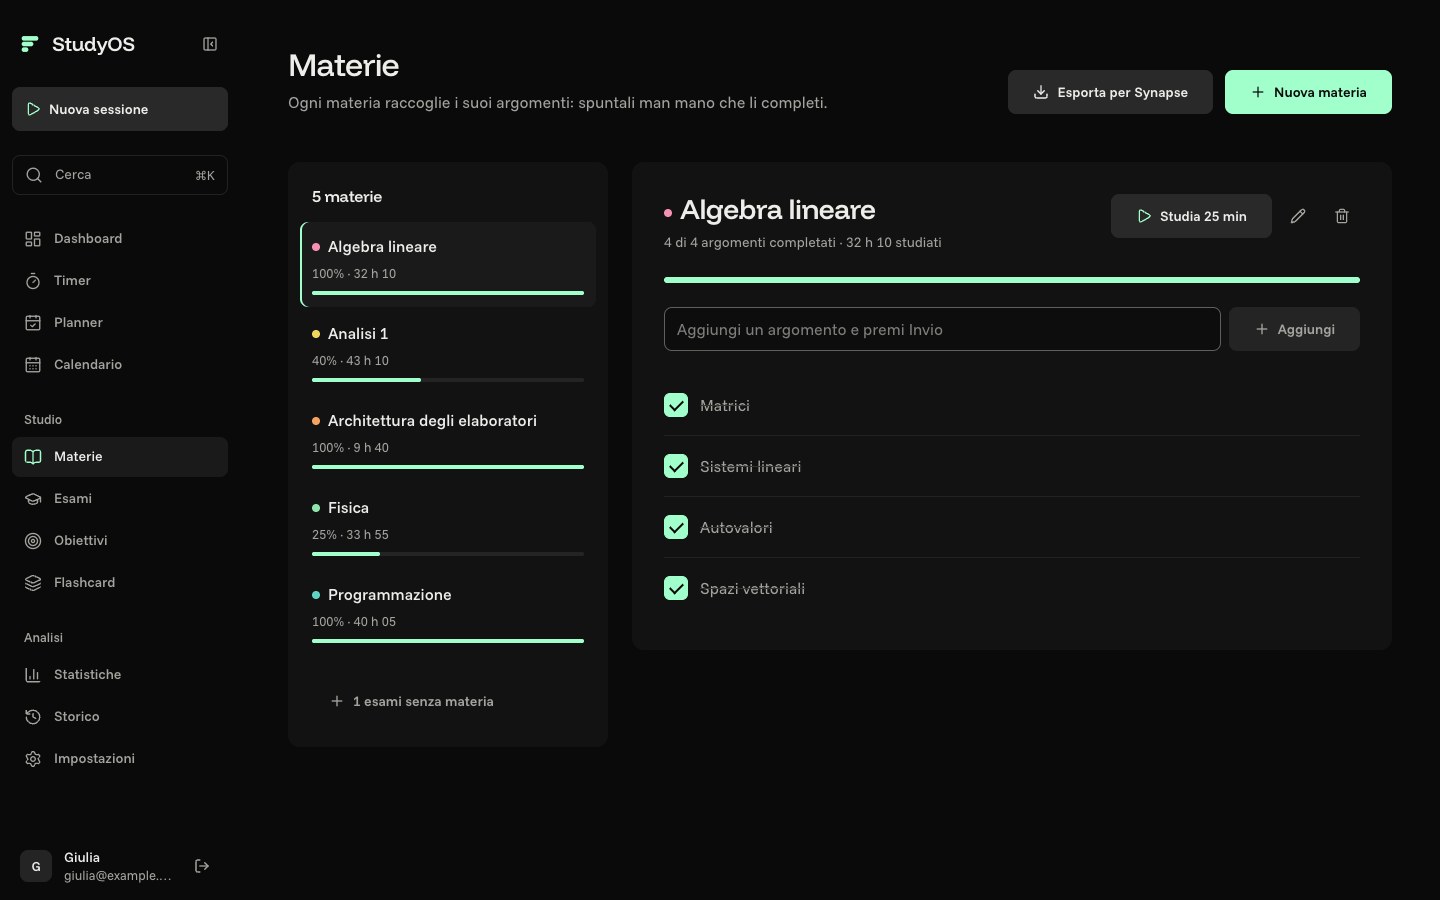 StudyOS
Nuova sessione
Cerca ⌘K
Dashboard
Timer
Planner
Calendario
Studio
Materie
Esami
Obiettivi
Flashcard
Analisi
Statistiche
Storico
Impostazioni
G
Giulia
giulia@example....
Materie
Ogni materia raccoglie i suoi argomenti: spuntali man mano che li completi.
Esporta per Synapse
Nuova materia
5 materie
Algebra lineare
100% · 32 h 10
Analisi 1
40% · 43 h 10
Architettura degli elaboratori
100% · 9 h 40
Fisica
25% · 33 h 55
Programmazione
100% · 40 h 05
1 esami senza materia
Algebra lineare
4 di 4 argomenti completati · 32 h 10 studiati
Studia 25 min
Aggiungi un argomento e premi Invio
Aggiungi
Matrici
Sistemi lineari
Autovalori
Spazi vettoriali